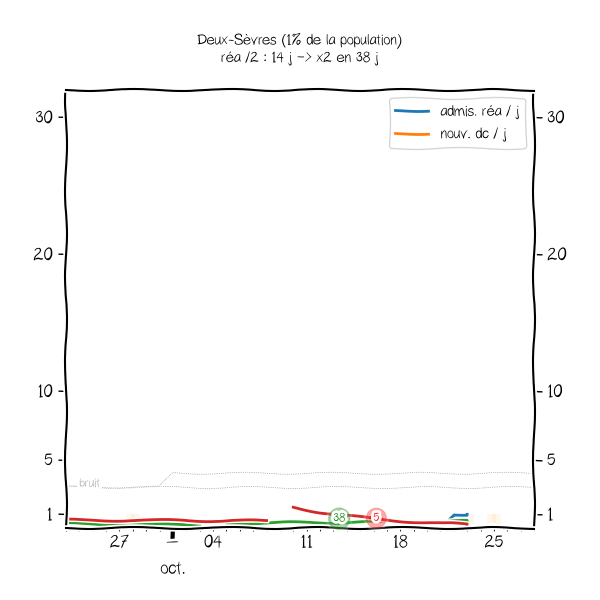 Deux-Sèvres (1% de la population)
réa /2 : 14 j -> x2 en 38 j
admis. réa / j
nouv. dc / j
30 30
20 20
10 10
5 5
bruit
1 38 5 1
27 04 11 18 25
oct.